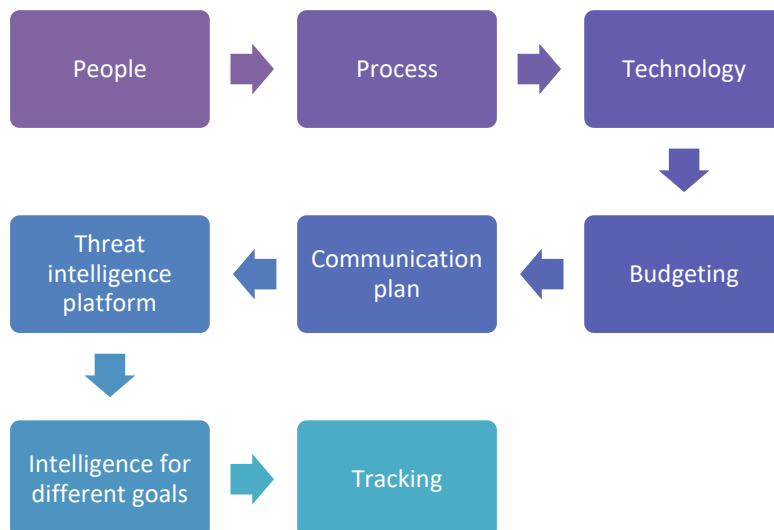 People
Process
Technology
Threat
intelligence
platform
Communication
plan
Budgeting
Intelligence for
different goals
Tracking